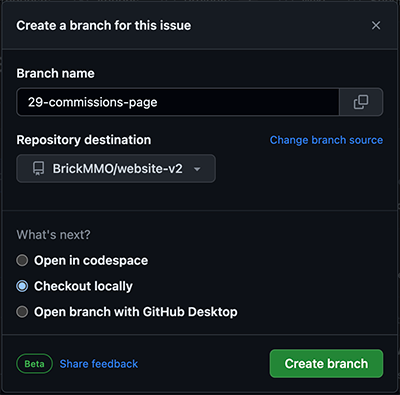 Create a branch for this issue
Branch name
29-commissions-page
Repository destination
Change branch source
BrickMMO/website-v2
What's next?
Open in codespace
Checkout locally
Open branch with GitHub Desktop
Beta
Share feedback
Create branch